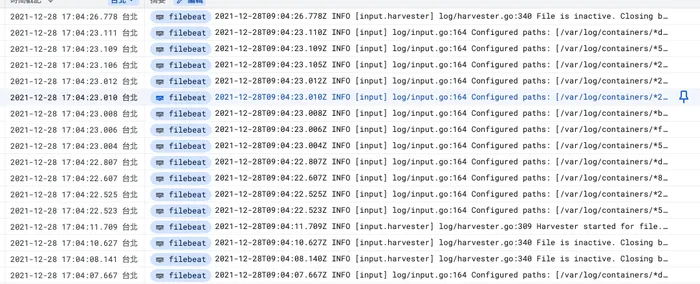 2021-12-28 17:04:26.778 台北 filebeat 2021-12-28T09:04:26.778Z INFO [input.harvester] log/harvester.go:340 File is inactive. Closing b…
2021-12-28 17:04:23.111 台北 filebeat 2021-12-28T09:04:23.110Z INFO [input] log/input.go:164 Configured paths: [/var/log/containers/*d…
2021-12-28 17:04:23.109 台北 filebeat 2021-12-28T09:04:23.109Z INFO [input] log/input.go:164 Configured paths: [/var/log/containers/*5…
2021-12-28 17:04:23.106 台北 filebeat 2021-12-28T09:04:23.105Z INFO [input] log/input.go:164 Configured paths: [/var/log/containers/*2…
2021-12-28 17:04:23.012 台北 filebeat 2021-12-28T09:04:23.012Z INFO [input] log/input.go:164 Configured paths: [/var/log/containers/*d…
2021-12-28 17:04:23.010 台北 filebeat 2021-12-28T09:04:23.010Z INFO [input] log/input.go:164 Configured paths: [/var/log/containers/*2…
2021-12-28 17:04:23.008 台北 filebeat 2021-12-28T09:04:23.008Z INFO [input] log/input.go:164 Configured paths: [/var/log/containers/*8…
2021-12-28 17:04:23.006 台北 filebeat 2021-12-28T09:04:23.006Z INFO [input] log/input.go:164 Configured paths: [/var/log/containers/*f…
2021-12-28 17:04:23.004 台北 filebeat 2021-12-28T09:04:23.004Z INFO [input] log/input.go:164 Configured paths: [/var/log/containers/*5…
2021-12-28 17:04:22.807 台北 filebeat 2021-12-28T09:04:22.807Z INFO [input] log/input.go:164 Configured paths: [/var/log/containers/*d…
2021-12-28 17:04:22.607 台北 filebeat 2021-12-28T09:04:22.607Z INFO [input] log/input.go:164 Configured paths: [/var/log/containers/*8…
2021-12-28 17:04:22.525 台北 filebeat 2021-12-28T09:04:22.525Z INFO [input] log/input.go:164 Configured paths: [/var/log/containers/*2…
2021-12-28 17:04:22.523 台北 filebeat 2021-12-28T09:04:22.523Z INFO [input] log/input.go:164 Configured paths: [/var/log/containers/*5…
2021-12-28 17:04:11.709 台北 filebeat 2021-12-28T09:04:11.709Z INFO [input.harvester] log/harvester.go:309 Harvester started for file.…
2021-12-28 17:04:10.627 台北 filebeat 2021-12-28T09:04:10.627Z INFO [input.harvester] log/harvester.go:340 File is inactive. Closing b…
2021-12-28 17:04:08.141 台北 filebeat 2021-12-28T09:04:08.140Z INFO [input.harvester] log/harvester.go:340 File is inactive. Closing b…
2021-12-28 17:04:07.667 台北 filebeat 2021-12-28T09:04:07.667Z INFO [input] log/input.go:164 Configured paths: [/var/log/containers/*d…